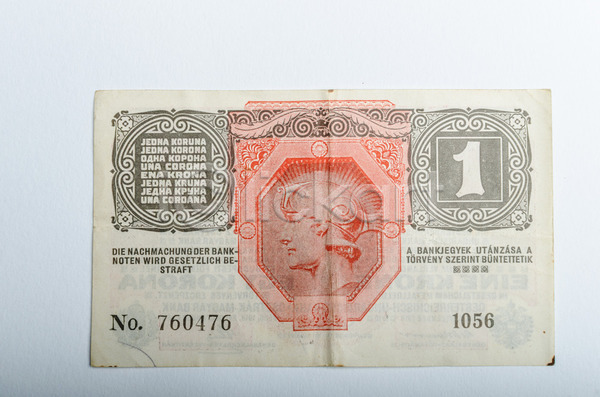 JEDNA KORUNA
JEDNA KORONA
ОДНА КОРОНА
UNA CORONA
ENA KRONA
JEDNA KRUNA
ЈЕДНА КРУНА
UNA COROANA
1
DIE NACHMACHUNG DER BANK-
NOTEN WIRD GESETZLICH BE-
STRAFT
A BANKJEGYEK UTÁNZÁSA A
TÖRVÉNY SZERINT BÜNTETTETIK
No. 760476
1056